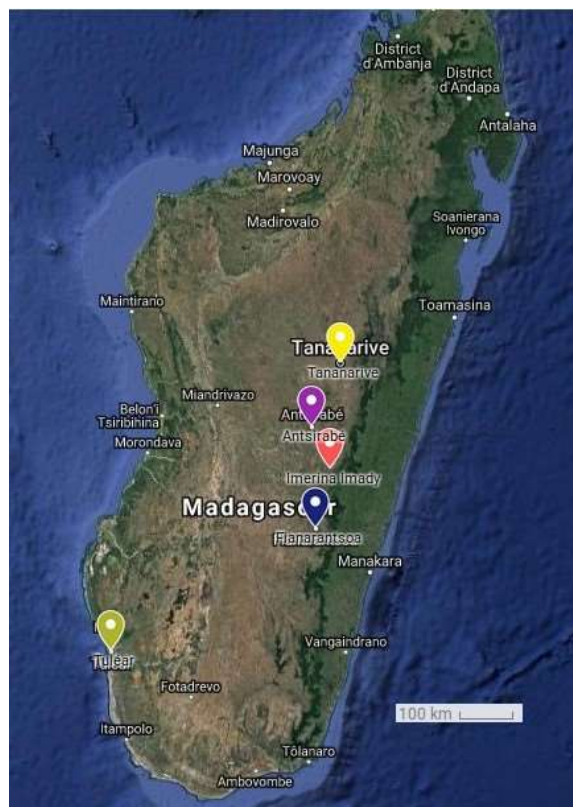 District
d'Ambanja
District
d'Andapa
Antalaha
Majunga
Marovoay
Madirovalo
Soanierana
Ivongo
Maintirano
Toamasina
Tananarive
Tananarive
Miandrivazo
Antsirabé
Antsirabé
Belon'i
Tsiribihina
Morondava
Imerina Imady
Madagascar
Fianarantsoa
Manakara
Tuléar
Vangaindrano
Fotadrevo
100 km
Itampolo
Tôlanaro
Ambovombe